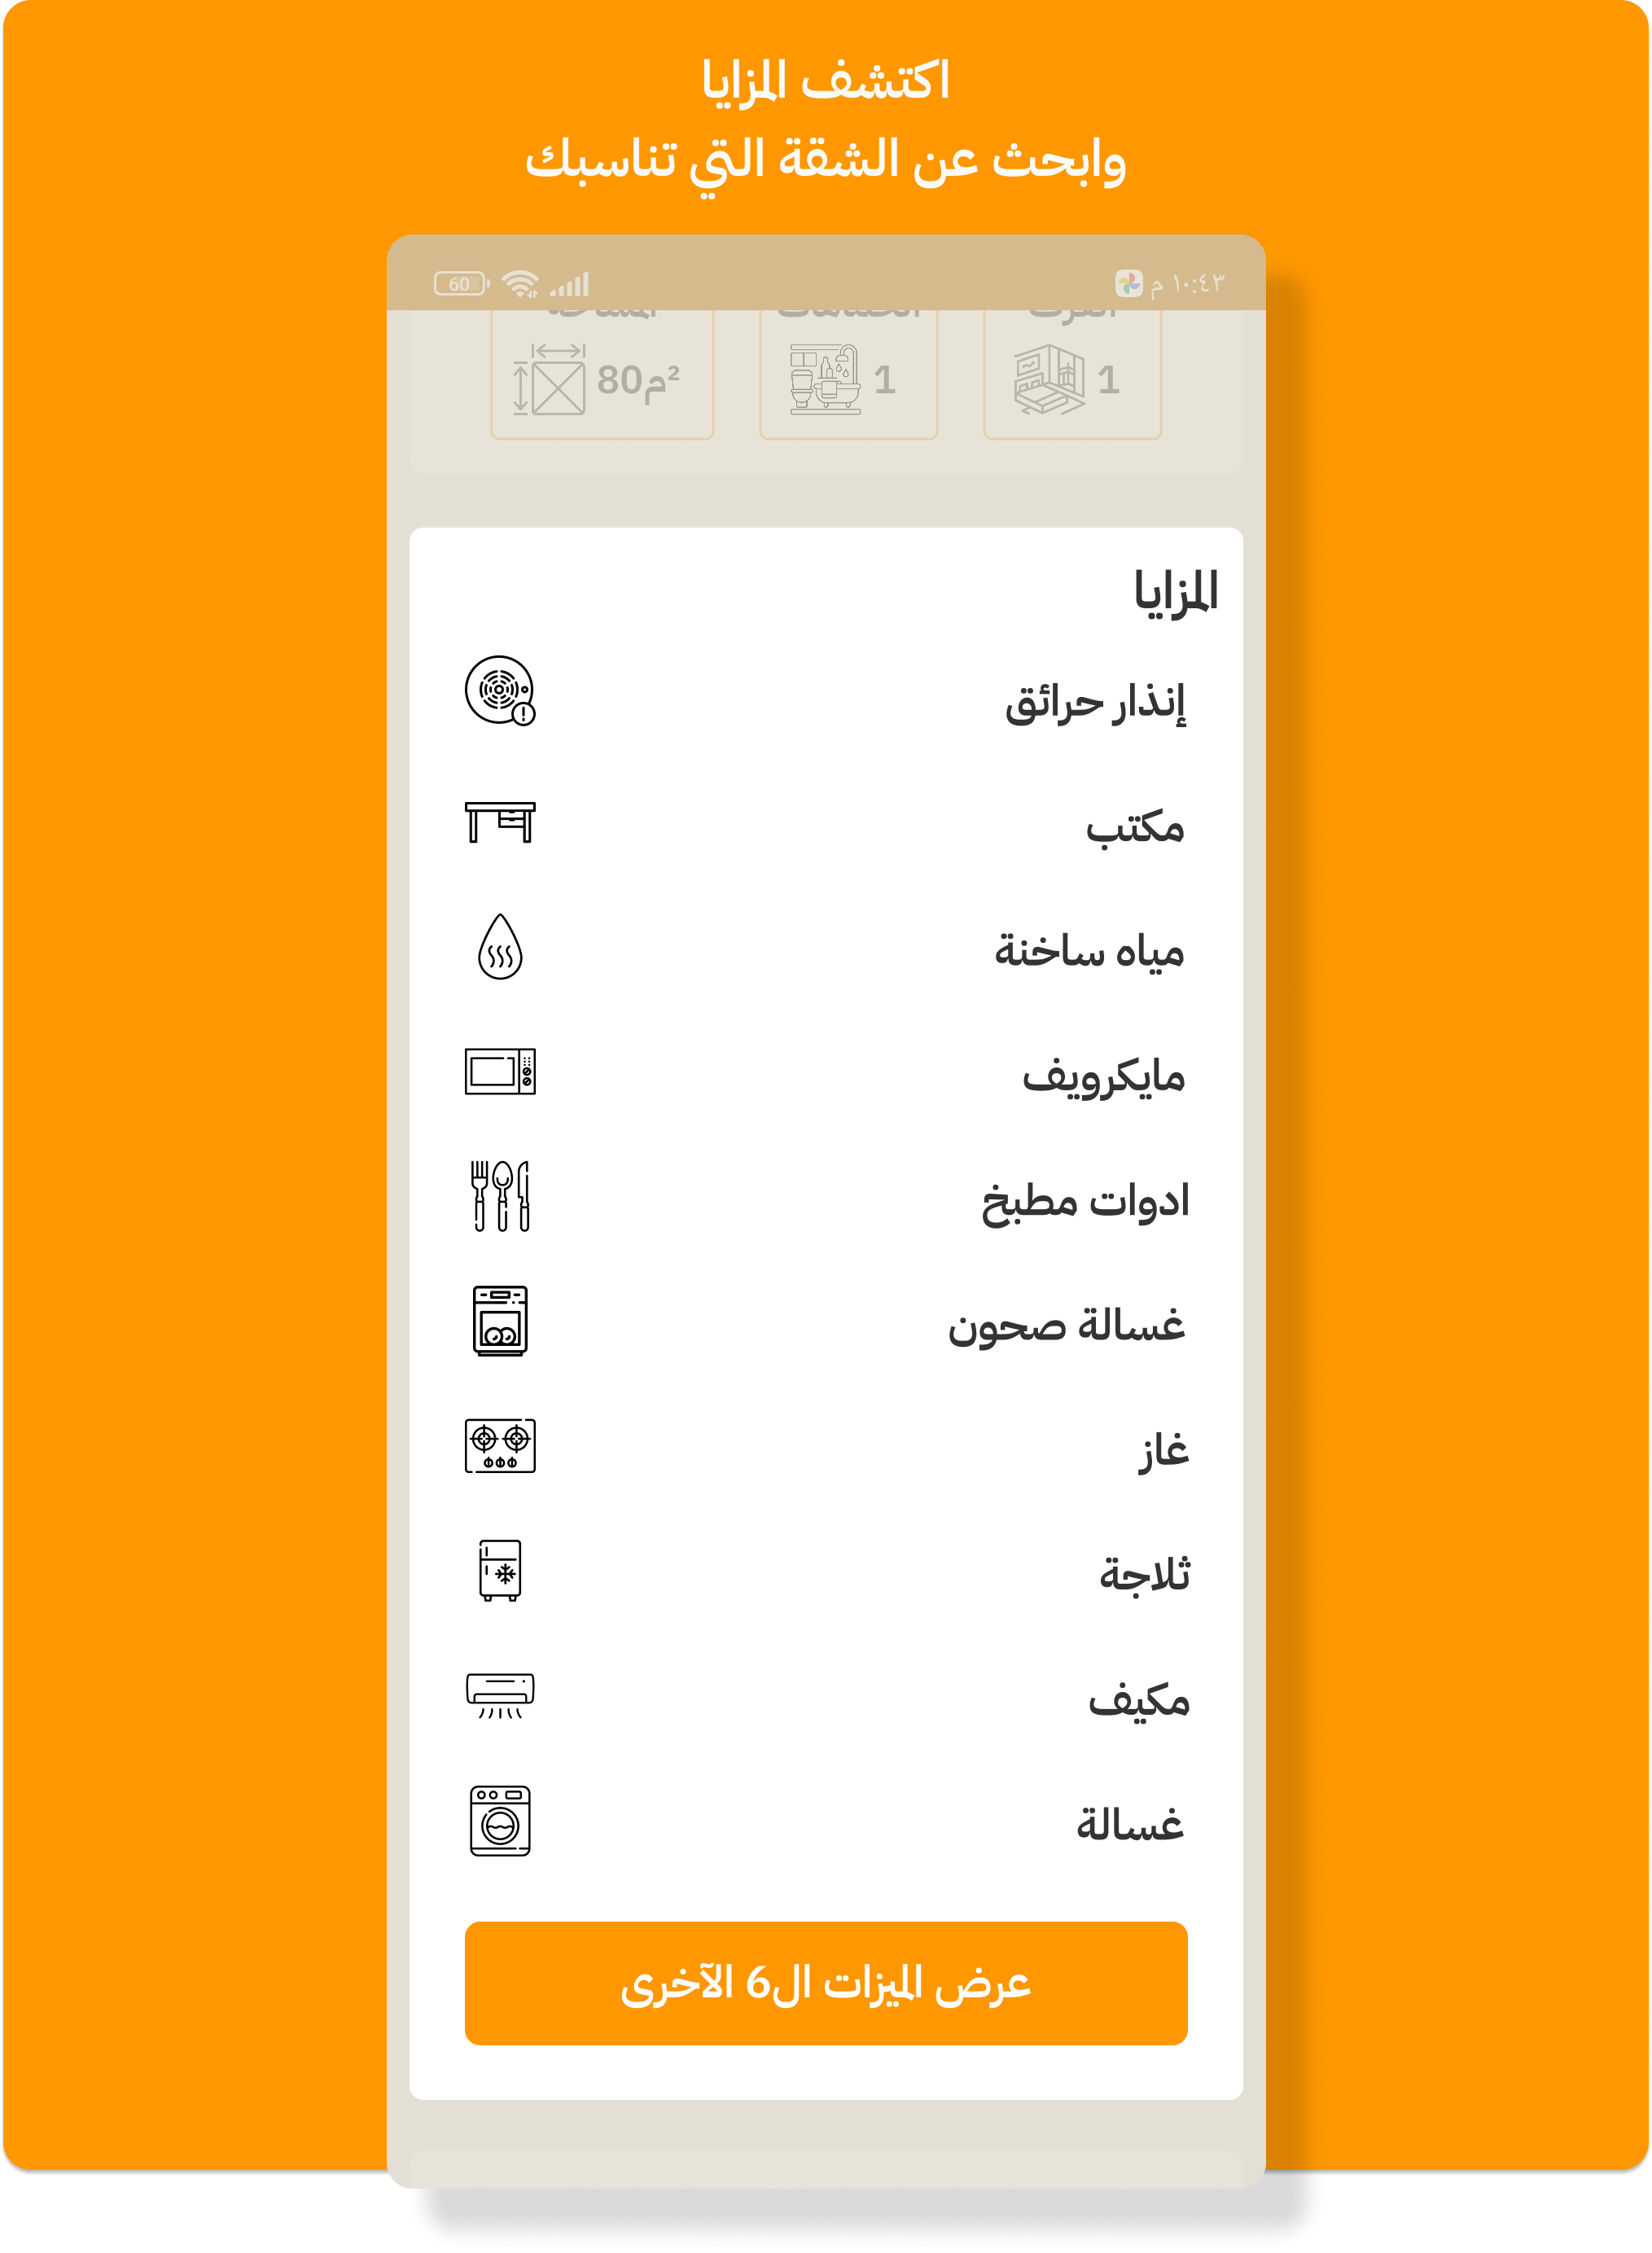 اكتشف المزايا
وابحث عن الشقة التي تناسبك
١٠:٤٣ م
60
1
1
80م²
المزايا
إنذار حرائق
مكتب
مياه ساخنة
مايكرويف
ادوات مطبخ
غسالة صحون
غاز
ثلاجة
مكيف
غسالة
عرض الميزات ال6 الآخرى